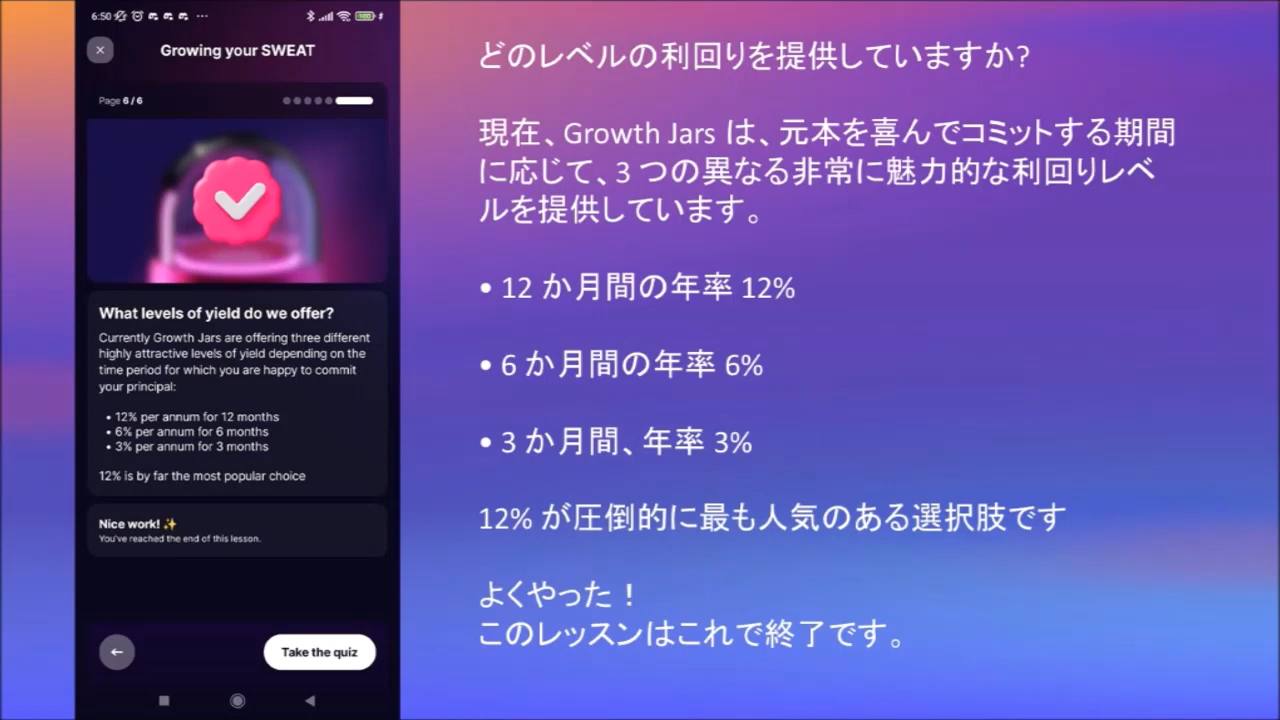 6:50
Growing your SWEAT
Page 6 / 6
What levels of yield do we offer?
Currently Growth Jars are offering three different
highly attractive levels of yield depending on the
time period for which you are happy to commit
your principal:
• 12% per annum for 12 months
• 6% per annum for 6 months
• 3% per annum for 3 months
12% is by far the most popular choice
Nice work! ✨
You've reached the end of this lesson.
Take the quiz
どのレベルの利回りを提供していますか?
現在、Growth Jars は、元本を喜んでコミットする期間
に応じて、3 つの異なる非常に魅力的な利回りレベ
ルを提供しています。
• 12 か月間の年率 12%
• 6 か月間の年率 6%
• 3 か月間、年率 3%
12% が圧倒的に最も人気のある選択肢です
よくやった！
このレッスンはこれで終了です。